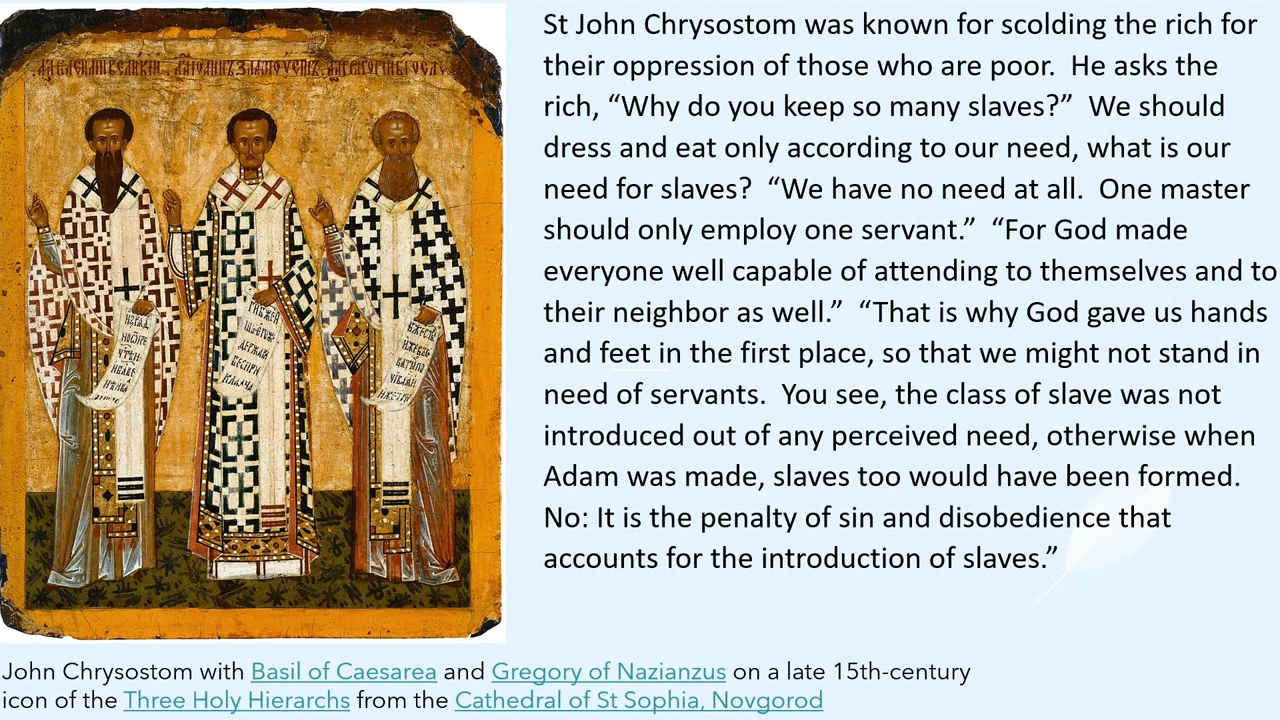 St John Chrysostom was known for scolding the rich for
their oppression of those who are poor.  He asks the
rich, “Why do you keep so many slaves?”  We should
dress and eat only according to our need, what is our
need for slaves?  “We have no need at all.  One master
should only employ one servant.”  “For God made
everyone well capable of attending to themselves and to
their neighbor as well.”  “That is why God gave us hands
and feet in the first place, so that we might not stand in
need of servants.  You see, the class of slave was not
introduced out of any perceived need, otherwise when
Adam was made, slaves too would have been formed.
No: It is the penalty of sin and disobedience that
accounts for the introduction of slaves.”
John Chrysostom with Basil of Caesarea and Gregory of Nazianzus on a late 15th-century
icon of the Three Holy Hierarchs from the Cathedral of St Sophia, Novgorod